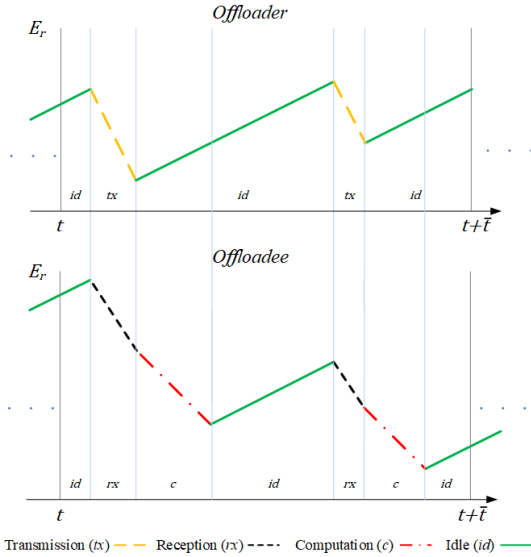 Offloader
E_r
id tx id tx id
t t+t̄
Offloadee
E_r
id rx c id rx c id
t t+t̄
Transmission (tx) Reception (rx) Computation (c) Idle (id)